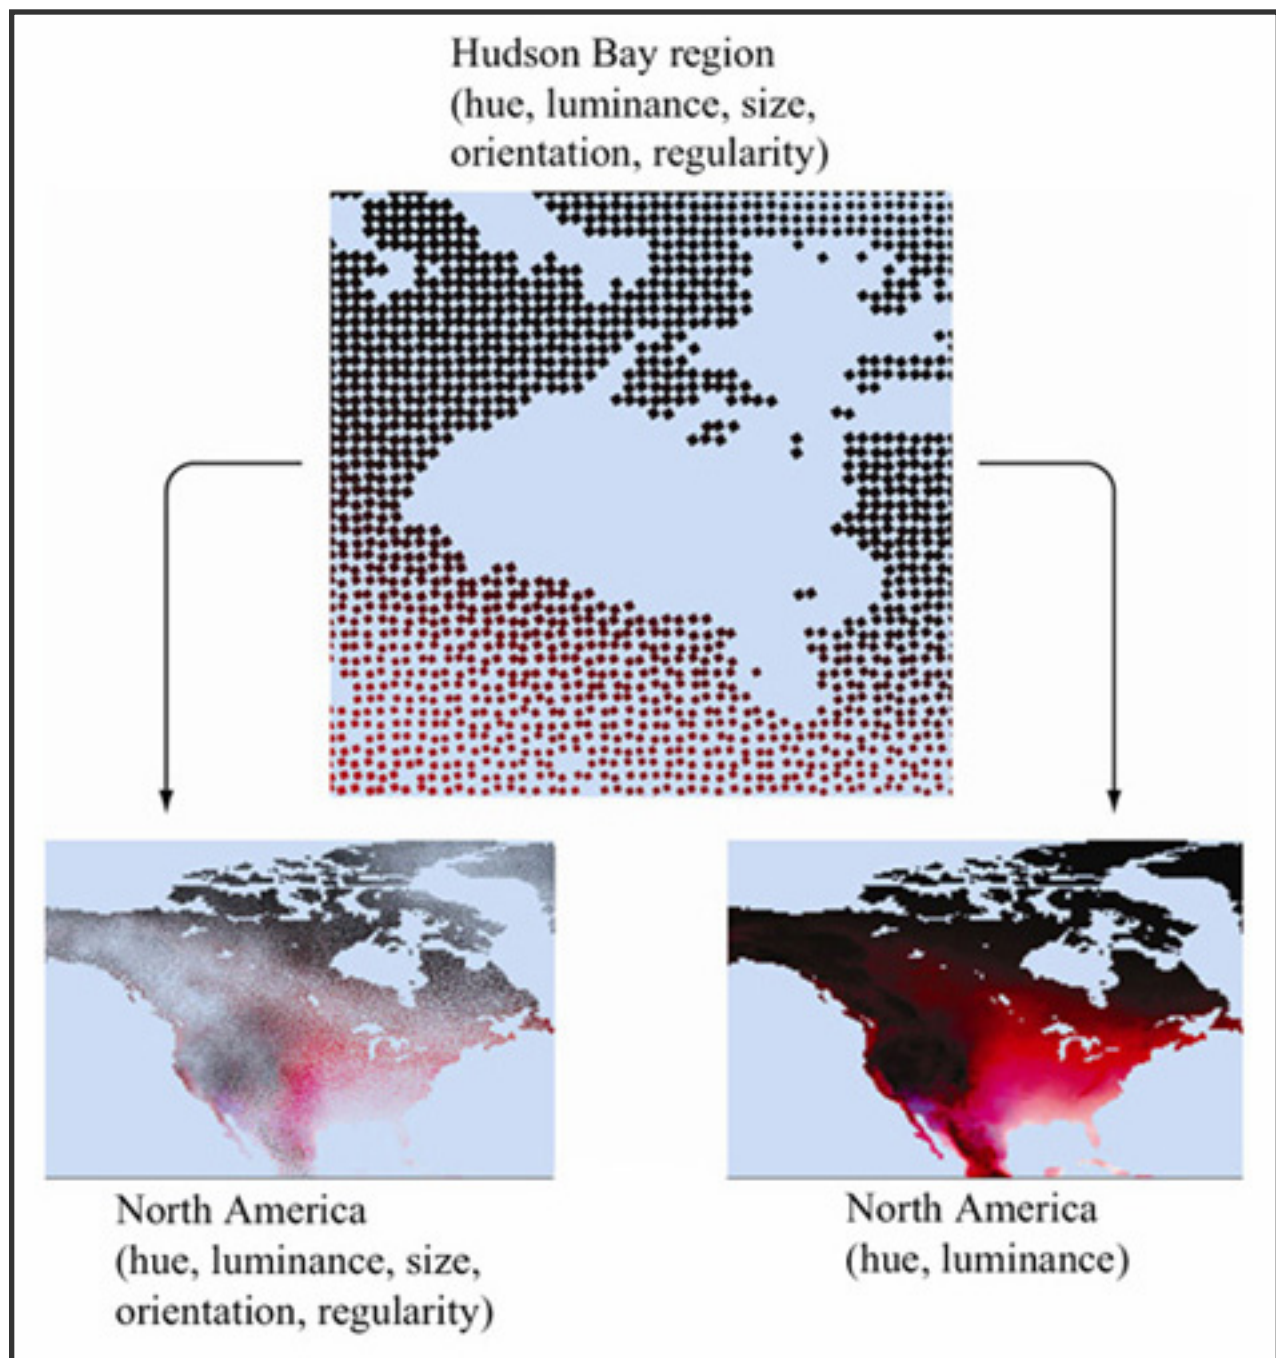 Hudson Bay region
(hue, luminance, size,
orientation, regularity)
North America
(hue, luminance, size,
orientation, regularity)
North America
(hue, luminance)